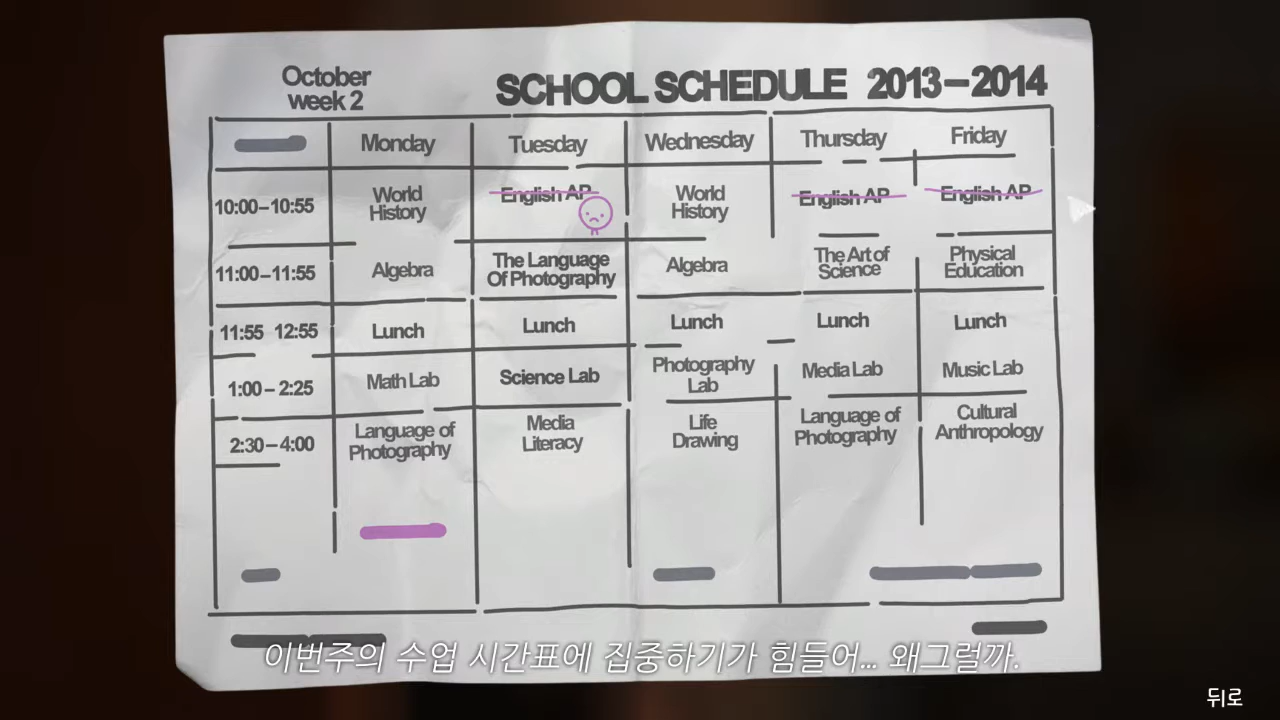 October
week 2
SCHOOL SCHEDULE 2013-2014
Monday Tuesday Wednesday Thursday Friday
10:00-10:55 World History English AP World History English AP English AP
11:00-11:55 Algebra The Language Of Photography Algebra The Art of Science Physical Education
11:55 12:55 Lunch Lunch Lunch Lunch Lunch
1:00-2:25 Math Lab Science Lab Photography Lab Media Lab Music Lab
2:30-4:00 Language of Photography Media Literacy Life Drawing Language of Photography Cultural Anthropology
이번주의 수업 시간표에 집중하기가 힘들어... 왜그럴까.
뒤로